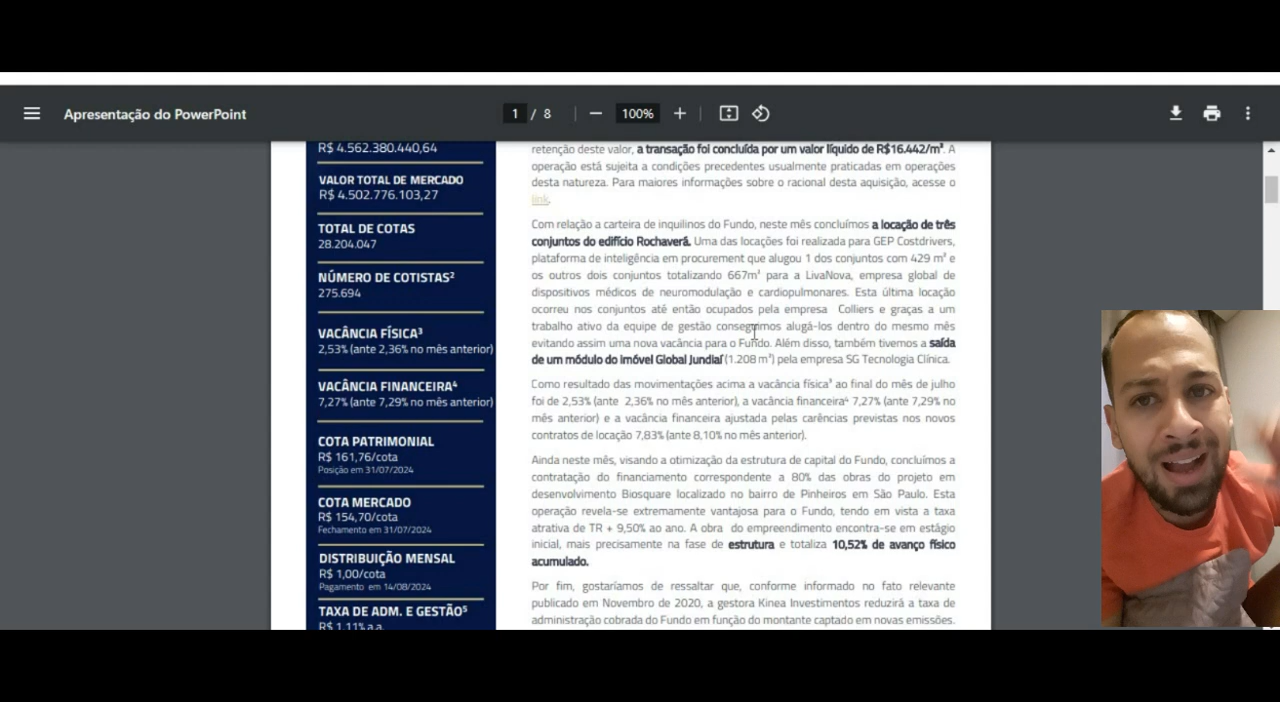 Apresentação do PowerPoint
1 / 8
100%
R$ 4.562.380.440,64
VALOR TOTAL DE MERCADO
R$ 4.502.776.103,27
TOTAL DE COTAS
28.204.047
NÚMERO DE COTISTAS²
275.694
VACÂNCIA FÍSICA³
2,53% (ante 2,36% no mês anterior)
VACÂNCIA FINANCEIRA⁴
7,27% (ante 7,29% no mês anterior)
COTA PATRIMONIAL
R$ 161,76/cota
Posição em 31/07/2024
COTA MERCADO
R$ 154,70/cota
Fechamento em 31/07/2024
DISTRIBUIÇÃO MENSAL
R$ 1,00/cota
Pagamento em 14/08/2024
TAXA DE ADM. E GESTÃO⁵
R$ 1,11% a.a.
retenção deste valor, a transação foi concluída por um valor líquido de R$16.442/m². A
operação está sujeita a condições precedentes usualmente praticadas em operações
desta natureza. Para maiores informações sobre o racional desta aquisição, acesse o
link.
Com relação a carteira de inquilinos do Fundo, neste mês concluímos a locação de três
conjuntos do edifício Rochaverá. Uma das locações foi realizada para GEP Costdrivers,
plataforma de inteligência em procurement que alugou 1 dos conjuntos com 429 m² e
os outros dois conjuntos totalizando 667m² para a LivaNova, empresa global de
dispositivos médicos de neuromodulação e cardiopulmonares. Esta última locação
ocorreu nos conjuntos até então ocupados pela empresa Colliers e graças a um
trabalho ativo da equipe de gestão conseguimos alugá-los dentro do mesmo mês
evitando assim uma nova vacância para o Fundo. Além disso, também tivemos a saída
de um módulo do imóvel Global Jundiaí (1.208 m²) pela empresa SG Tecnologia Clínica.
Como resultado das movimentações acima a vacância física³ ao final do mês de julho
foi de 2,53% (ante 2,36% no mês anterior), a vacância financeira⁴ 7,27% (ante 7,29% no
mês anterior) e a vacância financeira ajustada pelas carências previstas nos novos
contratos de locação 7,83% (ante 8,10% no mês anterior).
Ainda neste mês, visando a otimização da estrutura de capital do Fundo, concluímos a
contratação do financiamento correspondente a 80% das obras do projeto em
desenvolvimento Biosquare localizado no bairro de Pinheiros em São Paulo. Esta
operação revela-se extremamente vantajosa para o Fundo, tendo em vista a taxa
atrativa de TR + 9,50% ao ano. A obra do empreendimento encontra-se em estágio
inicial, mais precisamente na fase de estrutura e totaliza 10,52% de avanço físico
acumulado.
Por fim, gostaríamos de ressaltar que, conforme informado no fato relevante
publicado em Novembro de 2020, a gestora Kinea Investimentos reduzirá a taxa de
administração cobrada do Fundo em função do montante captado em novas emissões.